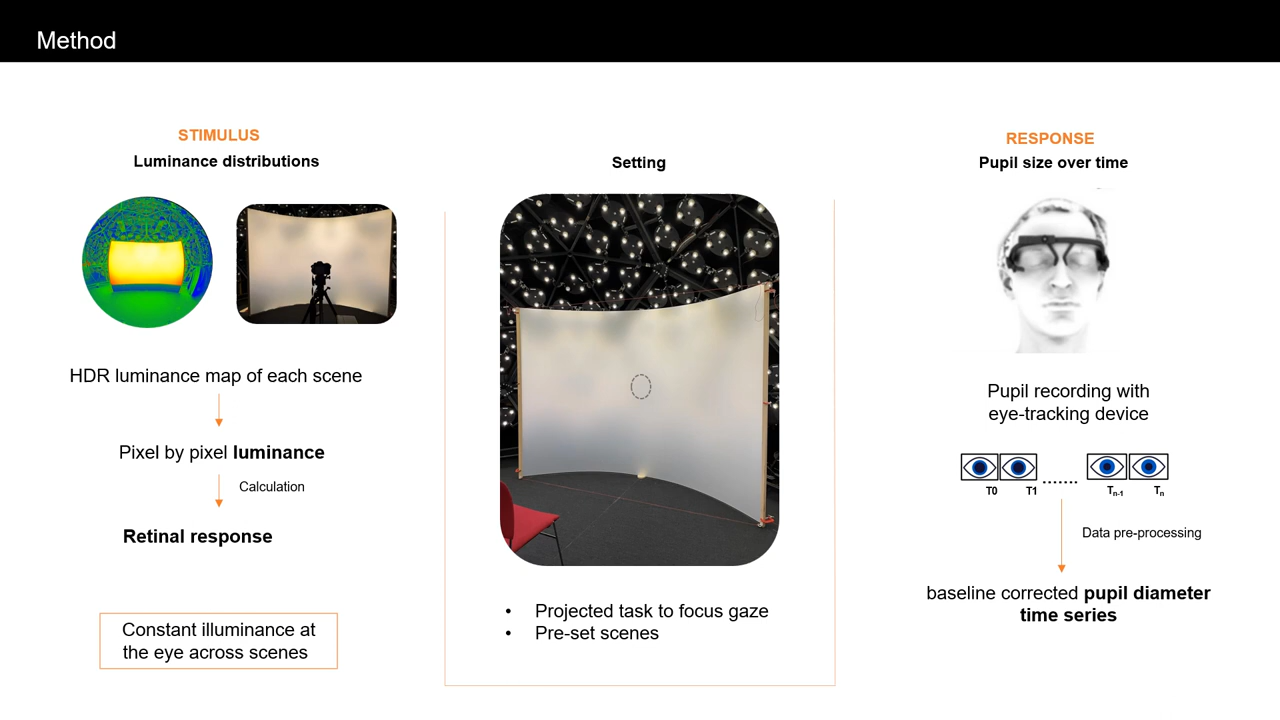 Method
STIMULUS
Luminance distributions
HDR luminance map of each scene
Pixel by pixel luminance
Calculation
Retinal response
Constant illuminance at
the eye across scenes
Setting
• Projected task to focus gaze
• Pre-set scenes
RESPONSE
Pupil size over time
Pupil recording with
eye-tracking device
T0 T1 ....... Tn-1 Tn
Data pre-processing
baseline corrected pupil diameter
time series